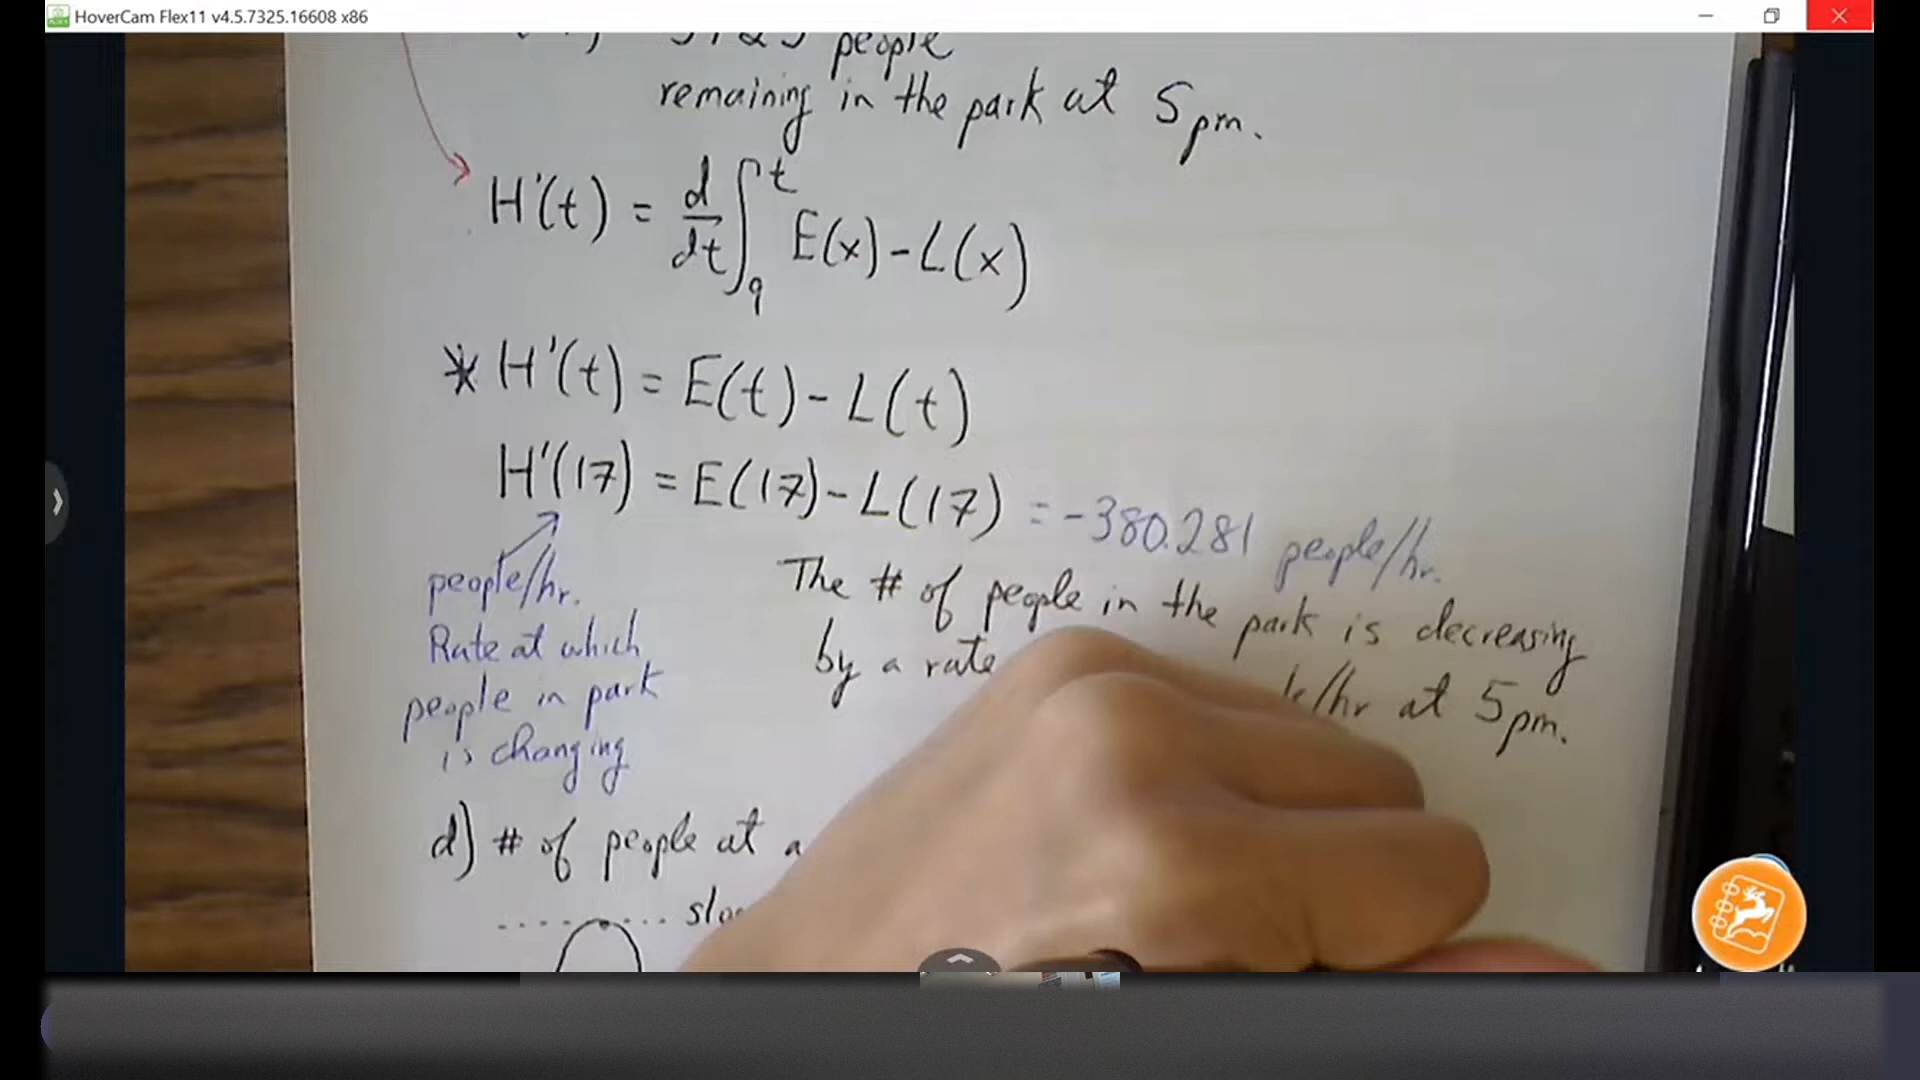 HoverCam Flex11 v4.5.7325.16608 x86
people
remaining in the park at 5pm.
H'(t) = d/dt ∫₉ᵗ E(x) - L(x)
* H'(t) = E(t) - L(t)
H'(17) = E(17) - L(17) = -380.281 people/hr.
people/hr.
Rate at which
people in park
is changing
The # of people in the park is decreasing
by a rate /hr at 5pm.
d) # of people at a